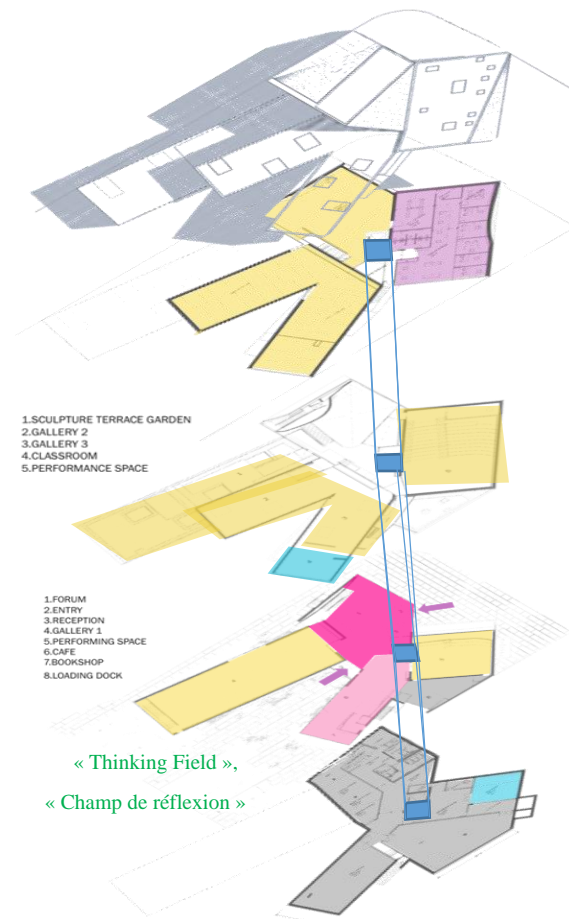 1.SCULPTURE TERRACE GARDEN
2.GALLERY 2
3.GALLERY 3
4.CLASSROOM
5.PERFORMANCE SPACE
1.FORUM
2.ENTRY
3.RECEPTION
4.GALLERY 1
5.PERFORMING SPACE
6.CAFE
7.BOOKSHOP
8.LOADING DOCK
« Thinking Field »,
« Champ de réflexion »